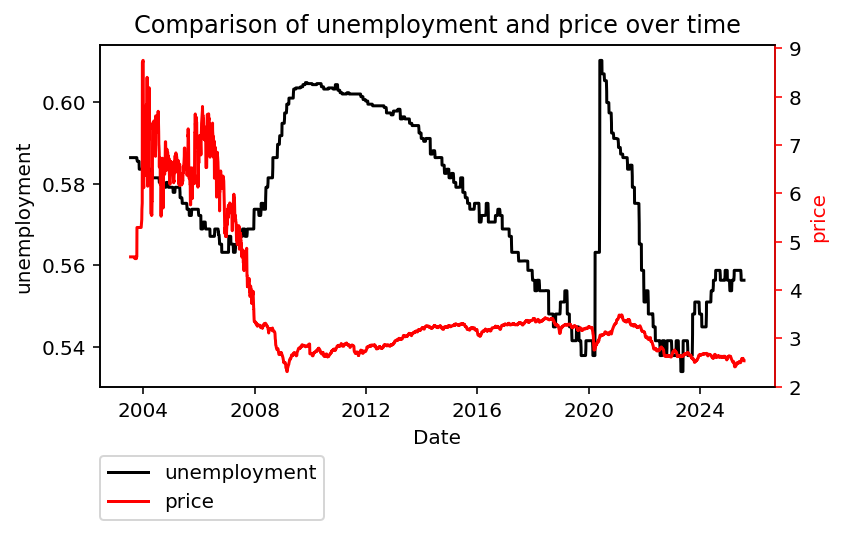 Comparison of unemployment and price over time
unemployment
0.60
0.58
0.56
0.54
9
8
7
6
5
4
3
2
price
2004 2008 2012 2016 2020 2024
Date
unemployment
price